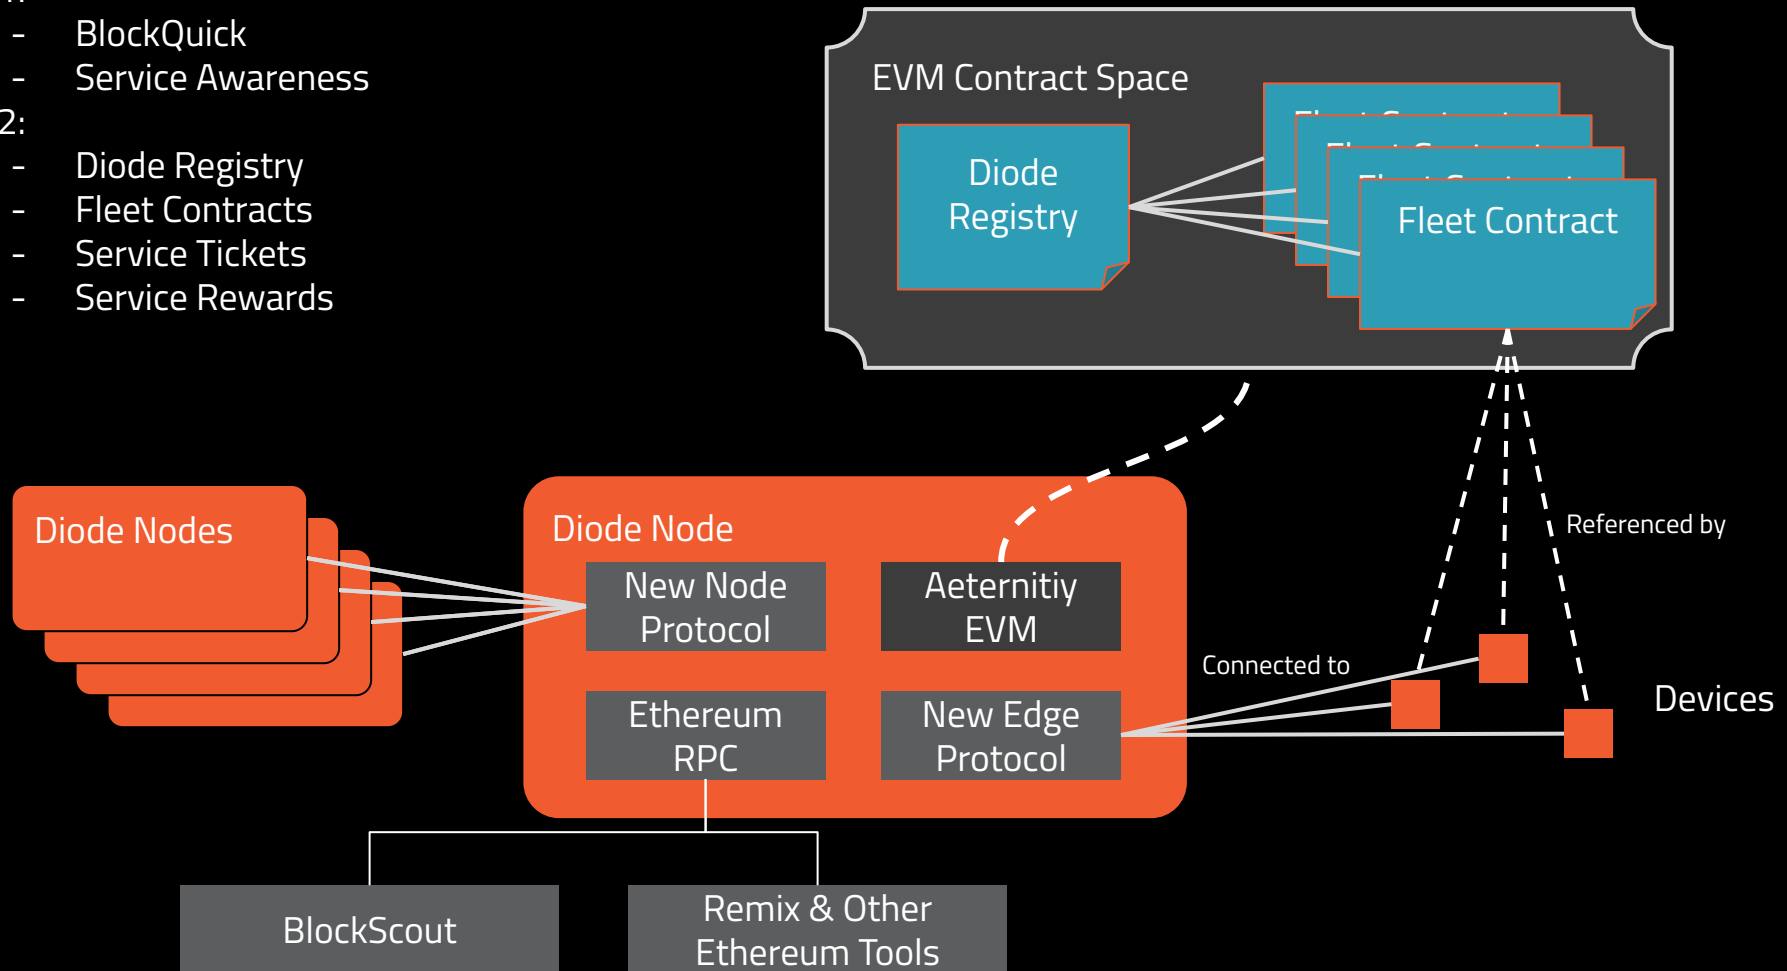 - BlockQuick
- Service Awareness
2:
- Diode Registry
- Fleet Contracts
- Service Tickets
- Service Rewards
EVM Contract Space
Diode
Registry
Fleet Contract
Diode Nodes
Diode Node
New Node
Protocol
Aeternitiy
EVM
Ethereum
RPC
New Edge
Protocol
Referenced by
Connected to
Devices
BlockScout
Remix & Other
Ethereum Tools